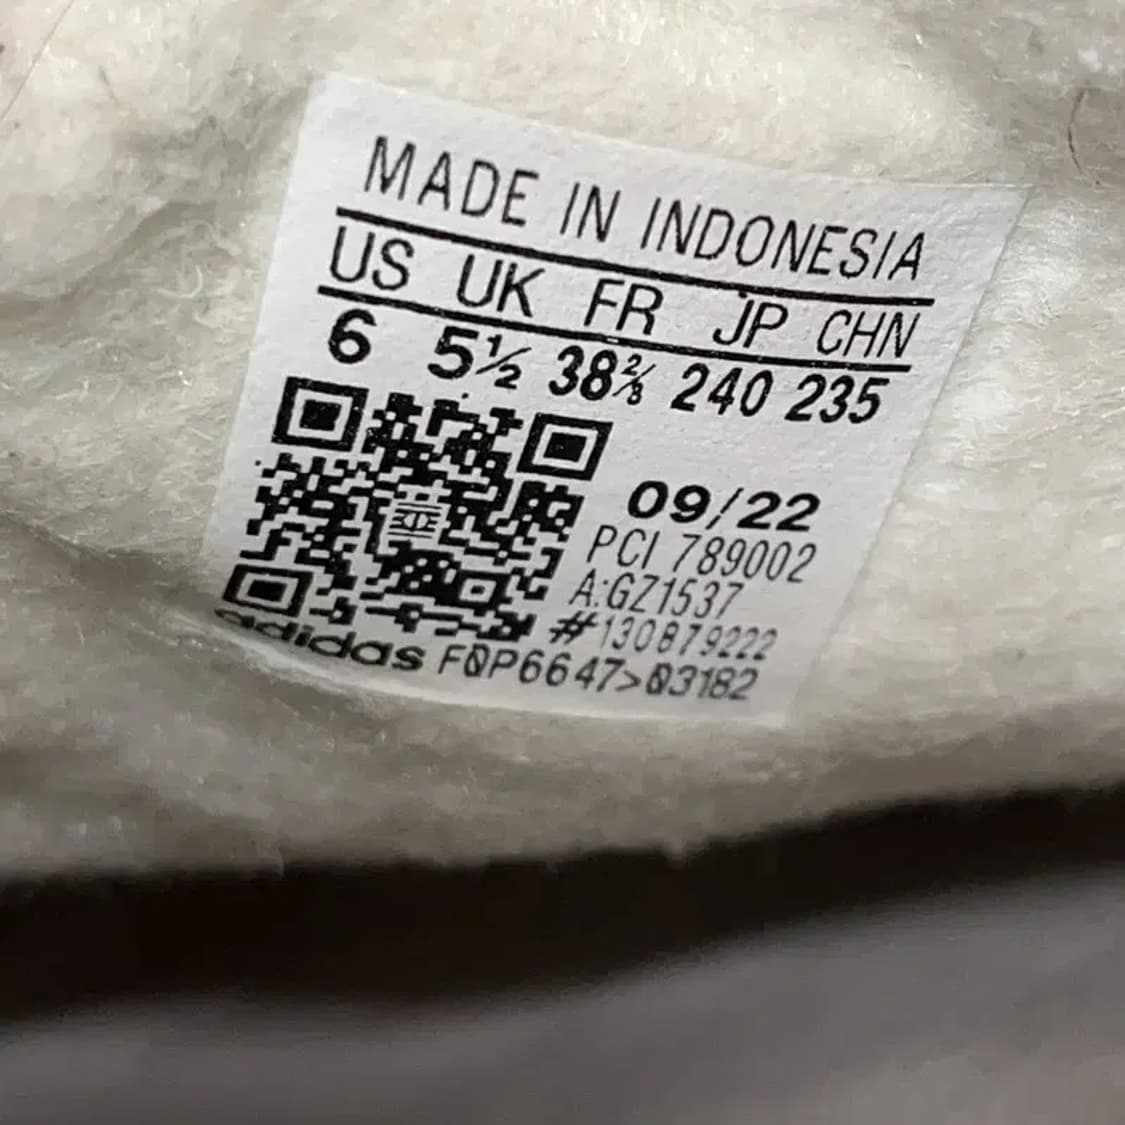 MADE IN INDONESIA
US UK FR JP CHN
6 5½ 38⅔ 240 235
09/22
PCI 789002
A:GZ1537
#130879222
adidas F0P6647>03182